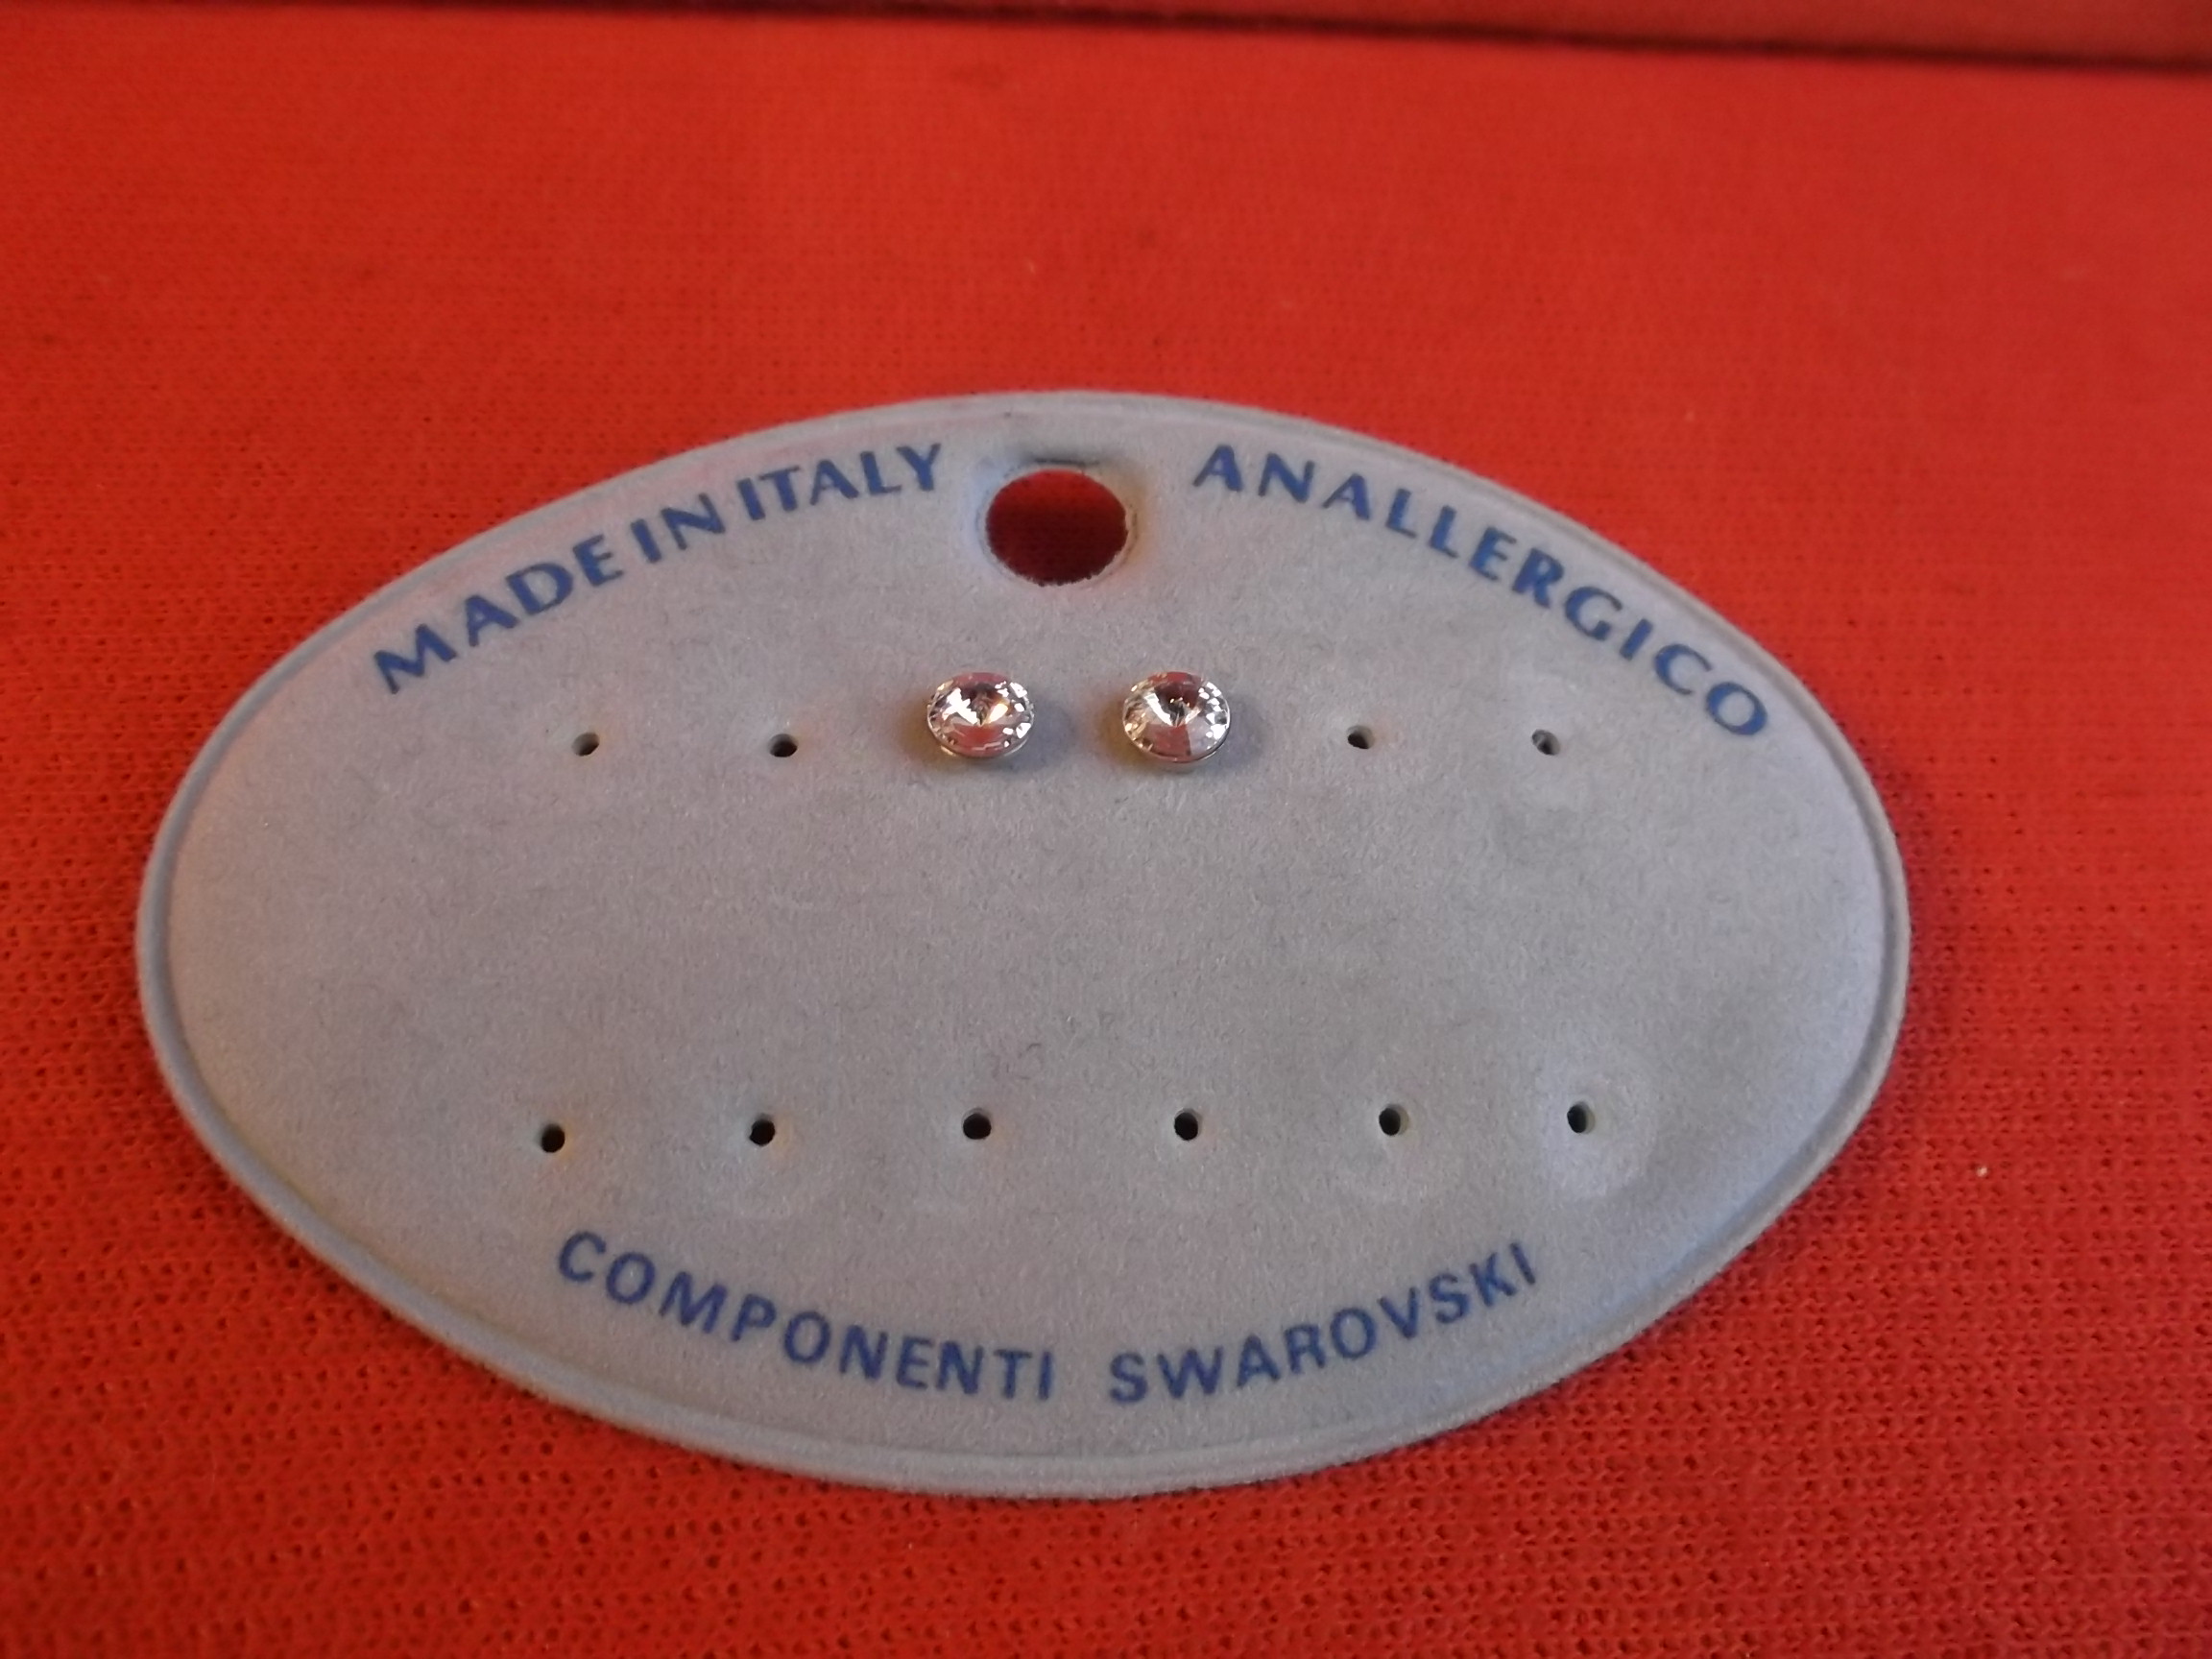 MADE IN ITALY
ANALLERGICO
COMPONENTI SWAROVSKI